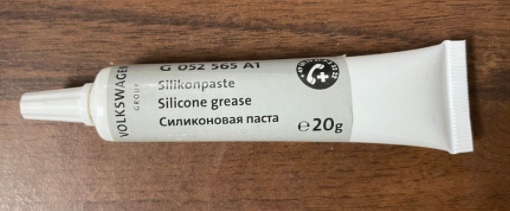 VOLKSWAGEN
GROUP
G 052 565 A1
Silikonpaste
Silicone grease
Силиконовая паста
℮20g